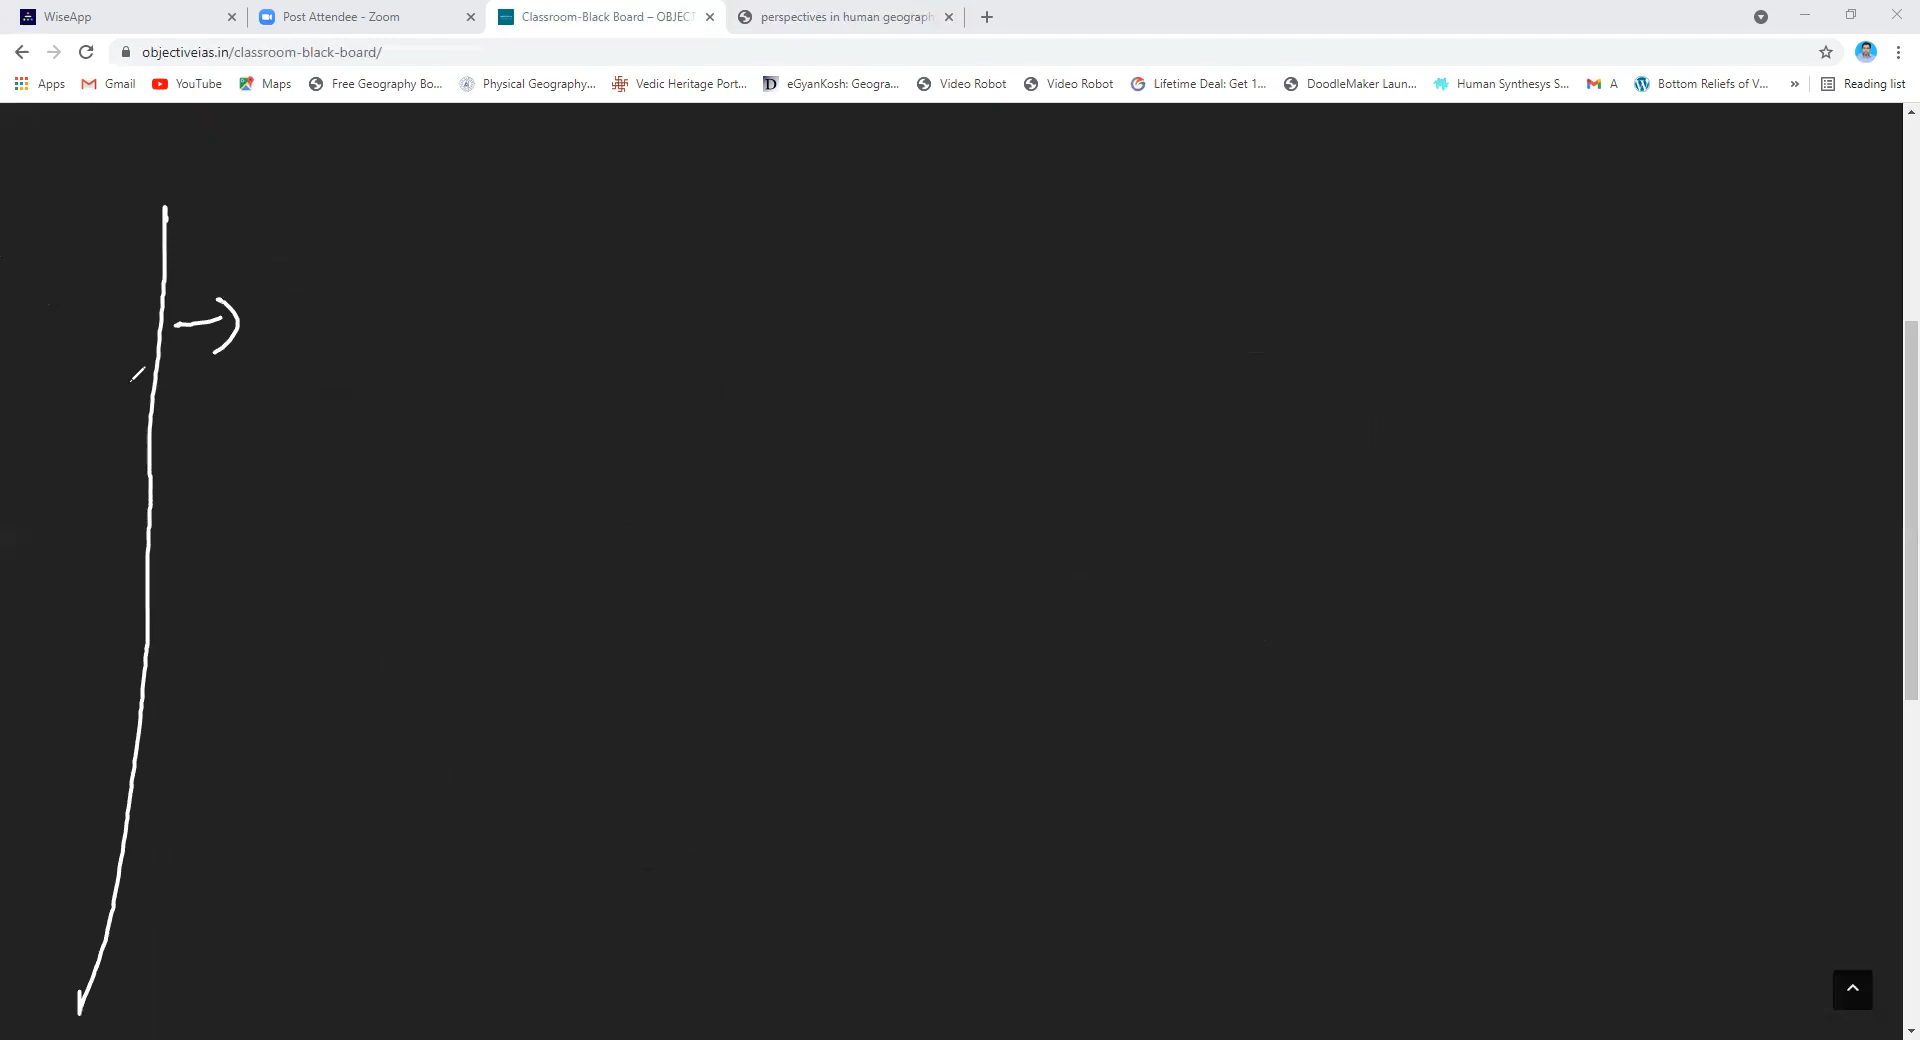 WiseApp
Post Attendee - Zoom
Classroom-Black Board – OBJECT
perspectives in human geograph
objectiveias.in/classroom-black-board/
Apps
Gmail
YouTube
Maps
Free Geography Bo...
Physical Geography...
Vedic Heritage Port...
eGyanKosh: Geogra...
Video Robot
Video Robot
Lifetime Deal: Get 1...
DoodleMaker Laun...
Human Synthesys S...
A
Bottom Reliefs of V...
»
Reading list